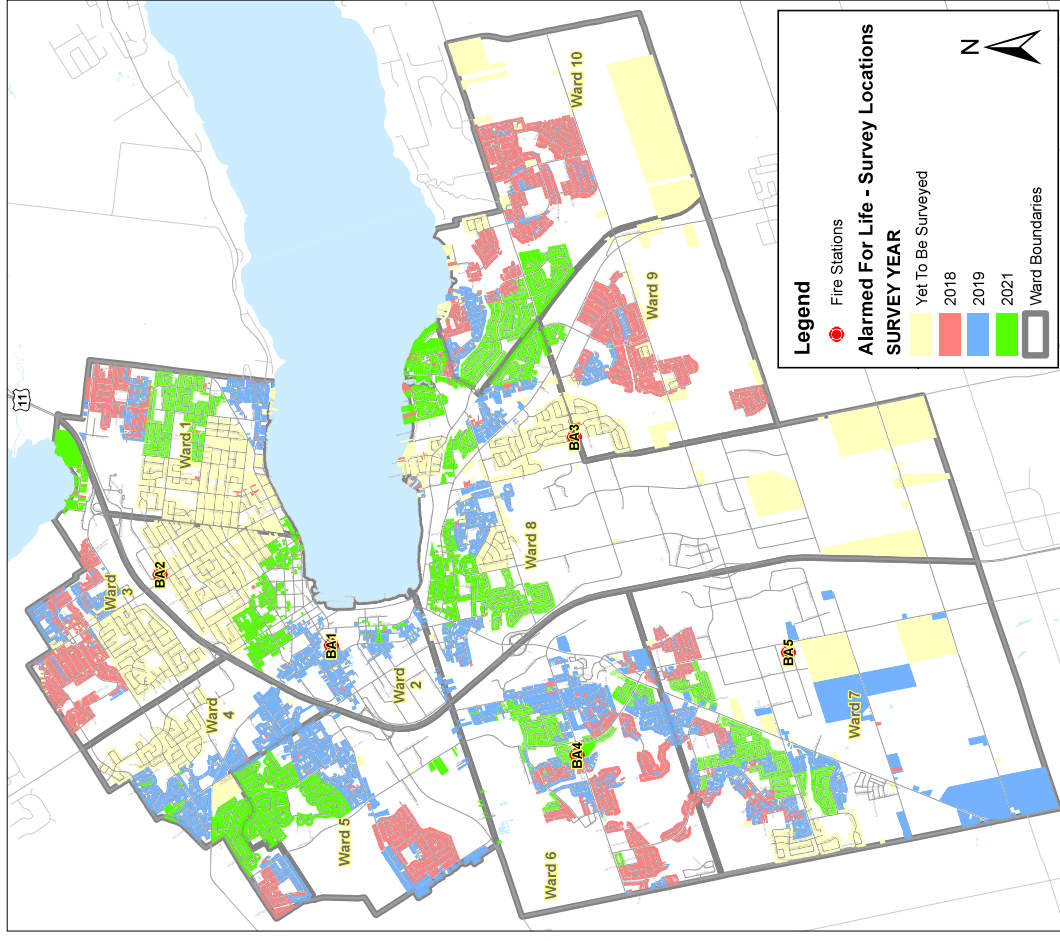 11
Ward 10
Ward 1
Ward 9
BA3
BA2
Ward
3
Ward 8
BA1
Ward
2
Ward
4
BA5
Ward 7
BA4
Ward 5
Ward 6
N
Legend
Fire Stations
Alarmed For Life - Survey Locations
SURVEY YEAR
Yet To Be Surveyed
2018
2019
2021
Ward Boundaries